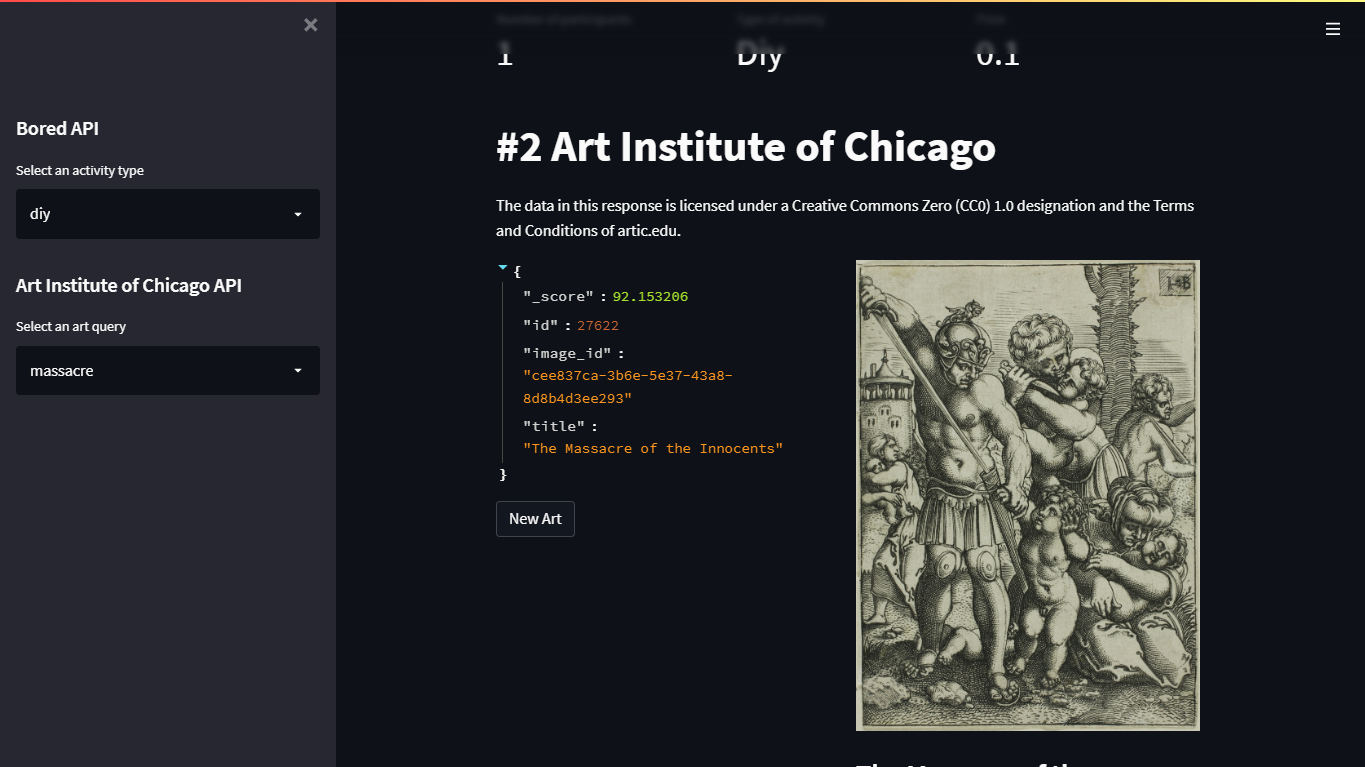 ×
Bored API
Select an activity type
diy
Art Institute of Chicago API
Select an art query
massacre
Number of participants
Type of activity
Price
1
Diy
0.1
#2 Art Institute of Chicago
The data in this response is licensed under a Creative Commons Zero (CC0) 1.0 designation and the Terms
and Conditions of artic.edu.
{
"_score" : 92.153206
"id" : 27622
"image_id" :
"cee837ca-3b6e-5e37-43a8-
8d8b4d3ee293"
"title" :
"The Massacre of the Innocents"
}
New Art